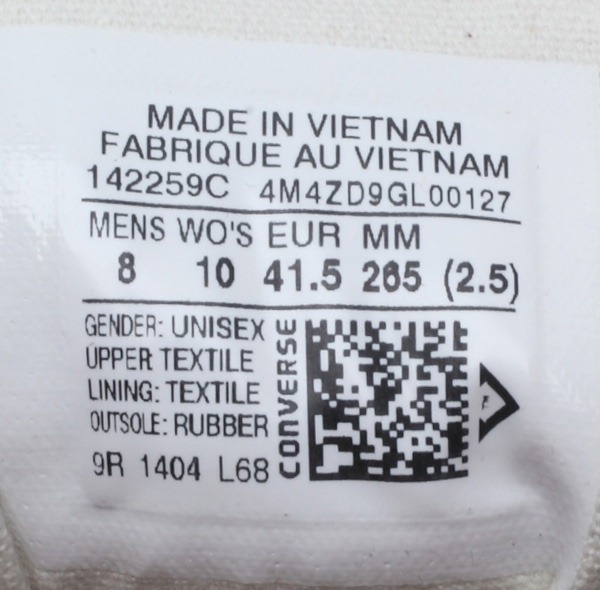 MADE IN VIETNAM
FABRIQUE AU VIETNAM
142259C 4M4ZD9GL00127
MENS WO'S EUR MM
8 10 41.5 265 (2.5)
GENDER: UNISEX
UPPER TEXTILE
LINING: TEXTILE
OUTSOLE: RUBBER
9R 1404 L68
CONVERSE